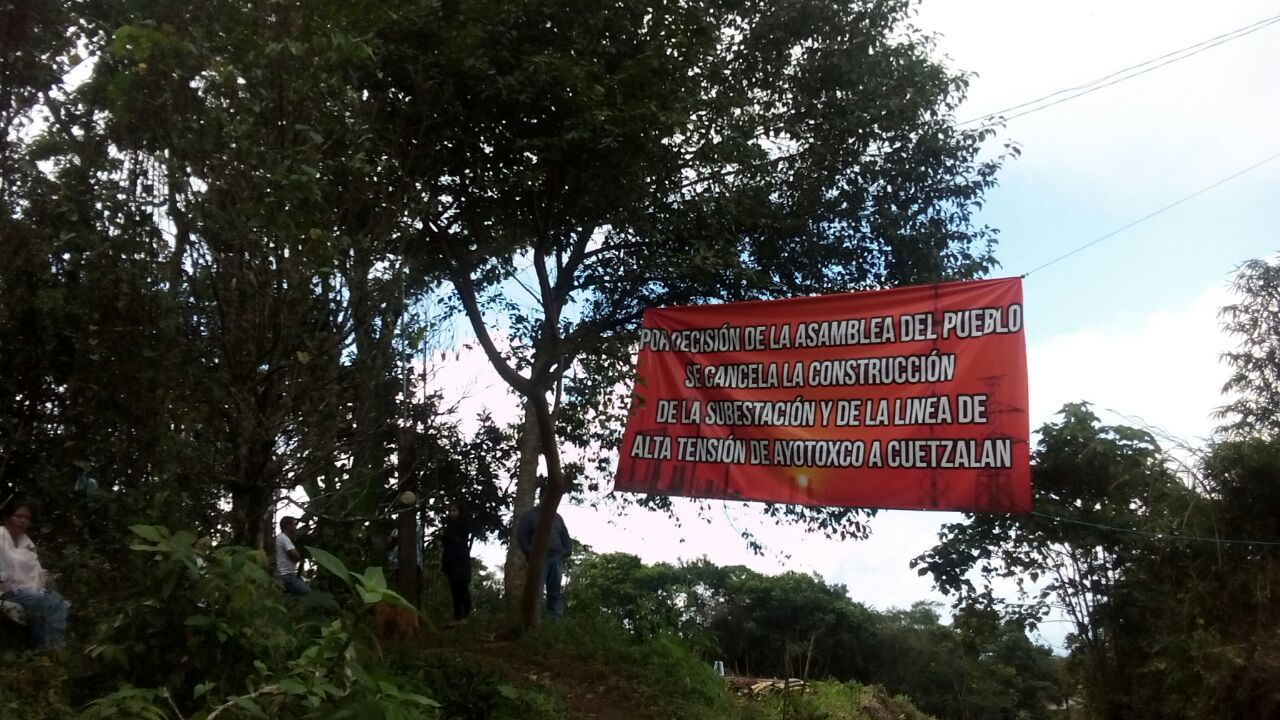 POR DECISIÓN DE LA ASAMBLEA DEL PUEBLO
SE CANCELA LA CONSTRUCCIÓN
DE LA SUBESTACIÓN Y DE LA LINEA DE
ALTA TENSIÓN DE AYOTOXCO A CUETZALAN